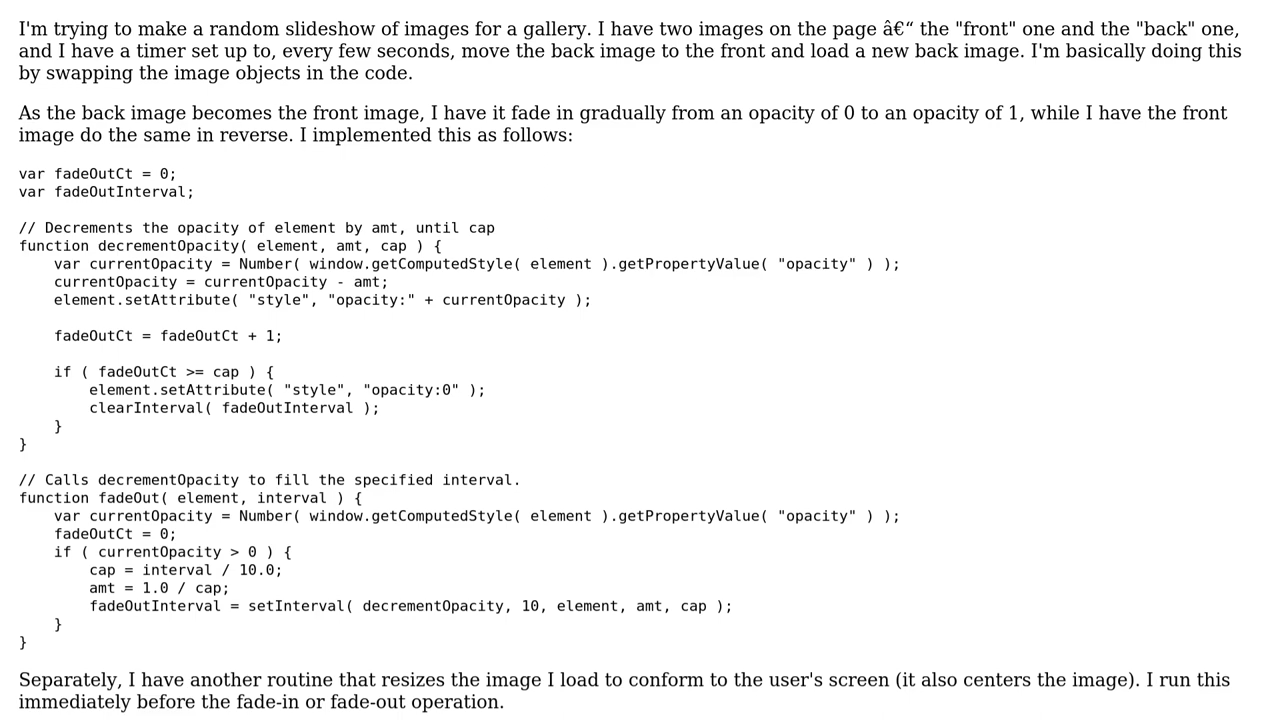 I'm trying to make a random slideshow of images for a gallery. I have two images on the page â€“ the "front" one and the "back" one,
and I have a timer set up to, every few seconds, move the back image to the front and load a new back image. I'm basically doing this
by swapping the image objects in the code.
As the back image becomes the front image, I have it fade in gradually from an opacity of 0 to an opacity of 1, while I have the front
image do the same in reverse. I implemented this as follows:
var fadeOutCt = 0;
var fadeOutInterval;
// Decrements the opacity of element by amt, until cap
function decrementOpacity( element, amt, cap ) {
    var currentOpacity = Number( window.getComputedStyle( element ).getPropertyValue( "opacity" ) );
    currentOpacity = currentOpacity - amt;
    element.setAttribute( "style", "opacity:" + currentOpacity );
    fadeOutCt = fadeOutCt + 1;
    if ( fadeOutCt >= cap ) {
        element.setAttribute( "style", "opacity:0" );
        clearInterval( fadeOutInterval );
    }
}
// Calls decrementOpacity to fill the specified interval.
function fadeOut( element, interval ) {
    var currentOpacity = Number( window.getComputedStyle( element ).getPropertyValue( "opacity" ) );
    fadeOutCt = 0;
    if ( currentOpacity > 0 ) {
        cap = interval / 10.0;
        amt = 1.0 / cap;
        fadeOutInterval = setInterval( decrementOpacity, 10, element, amt, cap );
    }
}
Separately, I have another routine that resizes the image I load to conform to the user's screen (it also centers the image). I run this
immediately before the fade-in or fade-out operation.